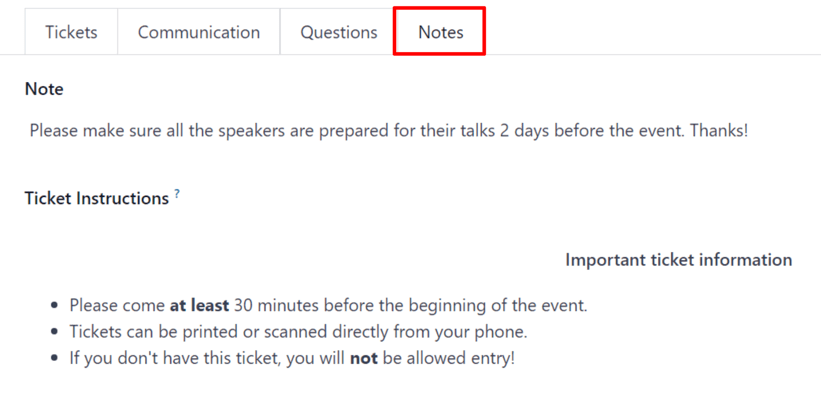 Tickets Communication Questions Notes
Note
Please make sure all the speakers are prepared for their talks 2 days before the event. Thanks!
Ticket Instructions ?
Important ticket information
• Please come at least 30 minutes before the beginning of the event.
• Tickets can be printed or scanned directly from your phone.
• If you don't have this ticket, you will not be allowed entry!